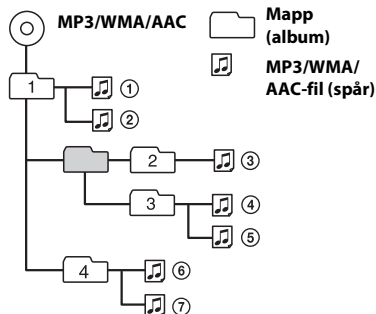 MP3/WMA/AAC
Mapp
(album)
MP3/WMA/
AAC-fil (spår)
1
①
②
2
③
3
④
⑤
4
⑥
⑦